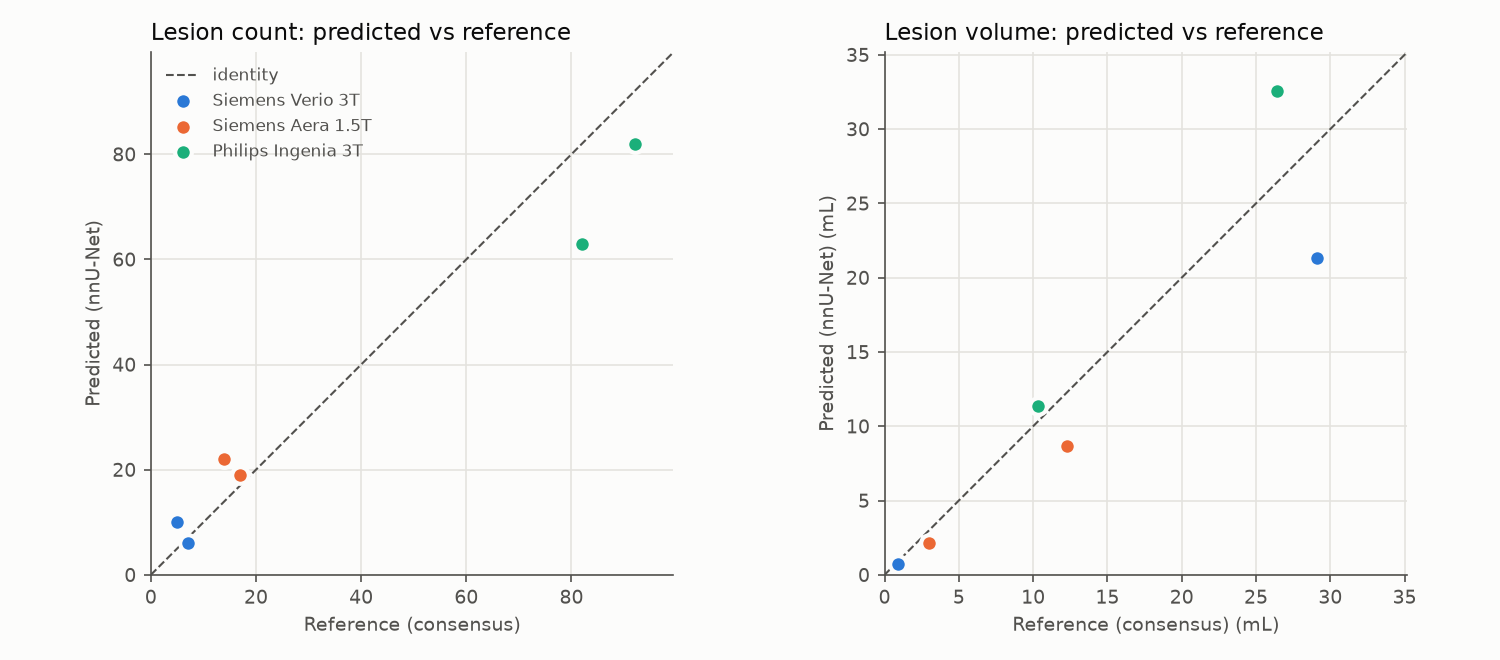 Lesion count: predicted vs reference
identity
Siemens Verio 3T
Siemens Aera 1.5T
Philips Ingenia 3T
Predicted (nnU-Net)
80
60
40
20
0
0 20 40 60 80
Reference (consensus)
Lesion volume: predicted vs reference
Predicted (nnU-Net) (mL)
35
30
25
20
15
10
5
0
0 5 10 15 20 25 30 35
Reference (consensus) (mL)